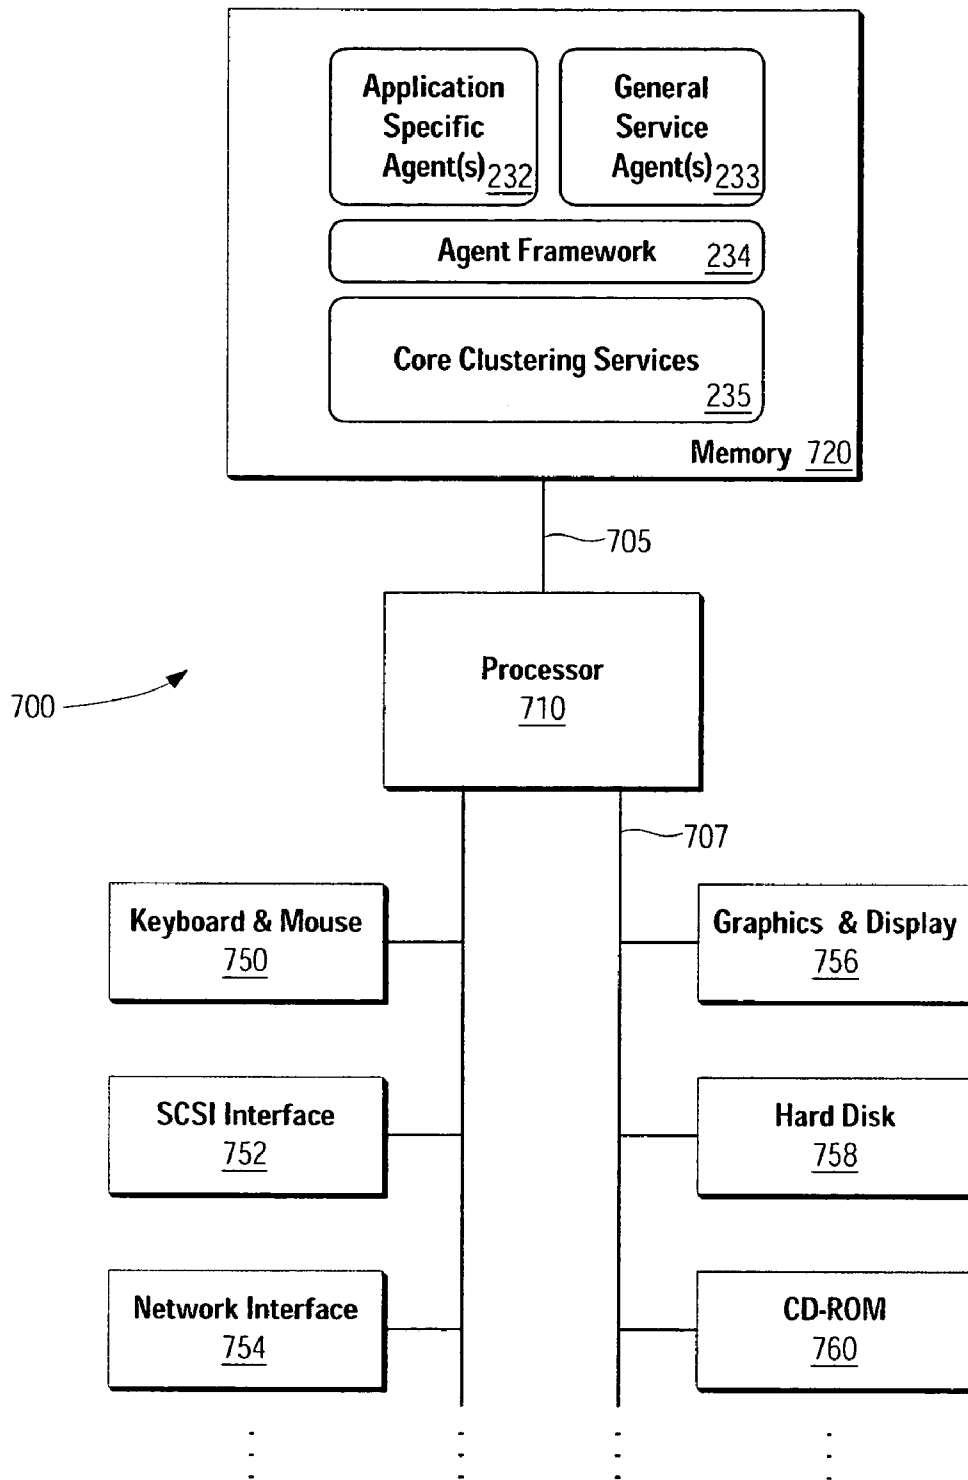 Application
Specific
Agent(s) 232
General
Service
Agent(s) 233
Agent Framework 234
Core Clustering Services
235
Memory 720
705
Processor
710
700
707
Keyboard & Mouse
750
Graphics & Display
756
SCSI Interface
752
Hard Disk
758
Network Interface
754
CD-ROM
760